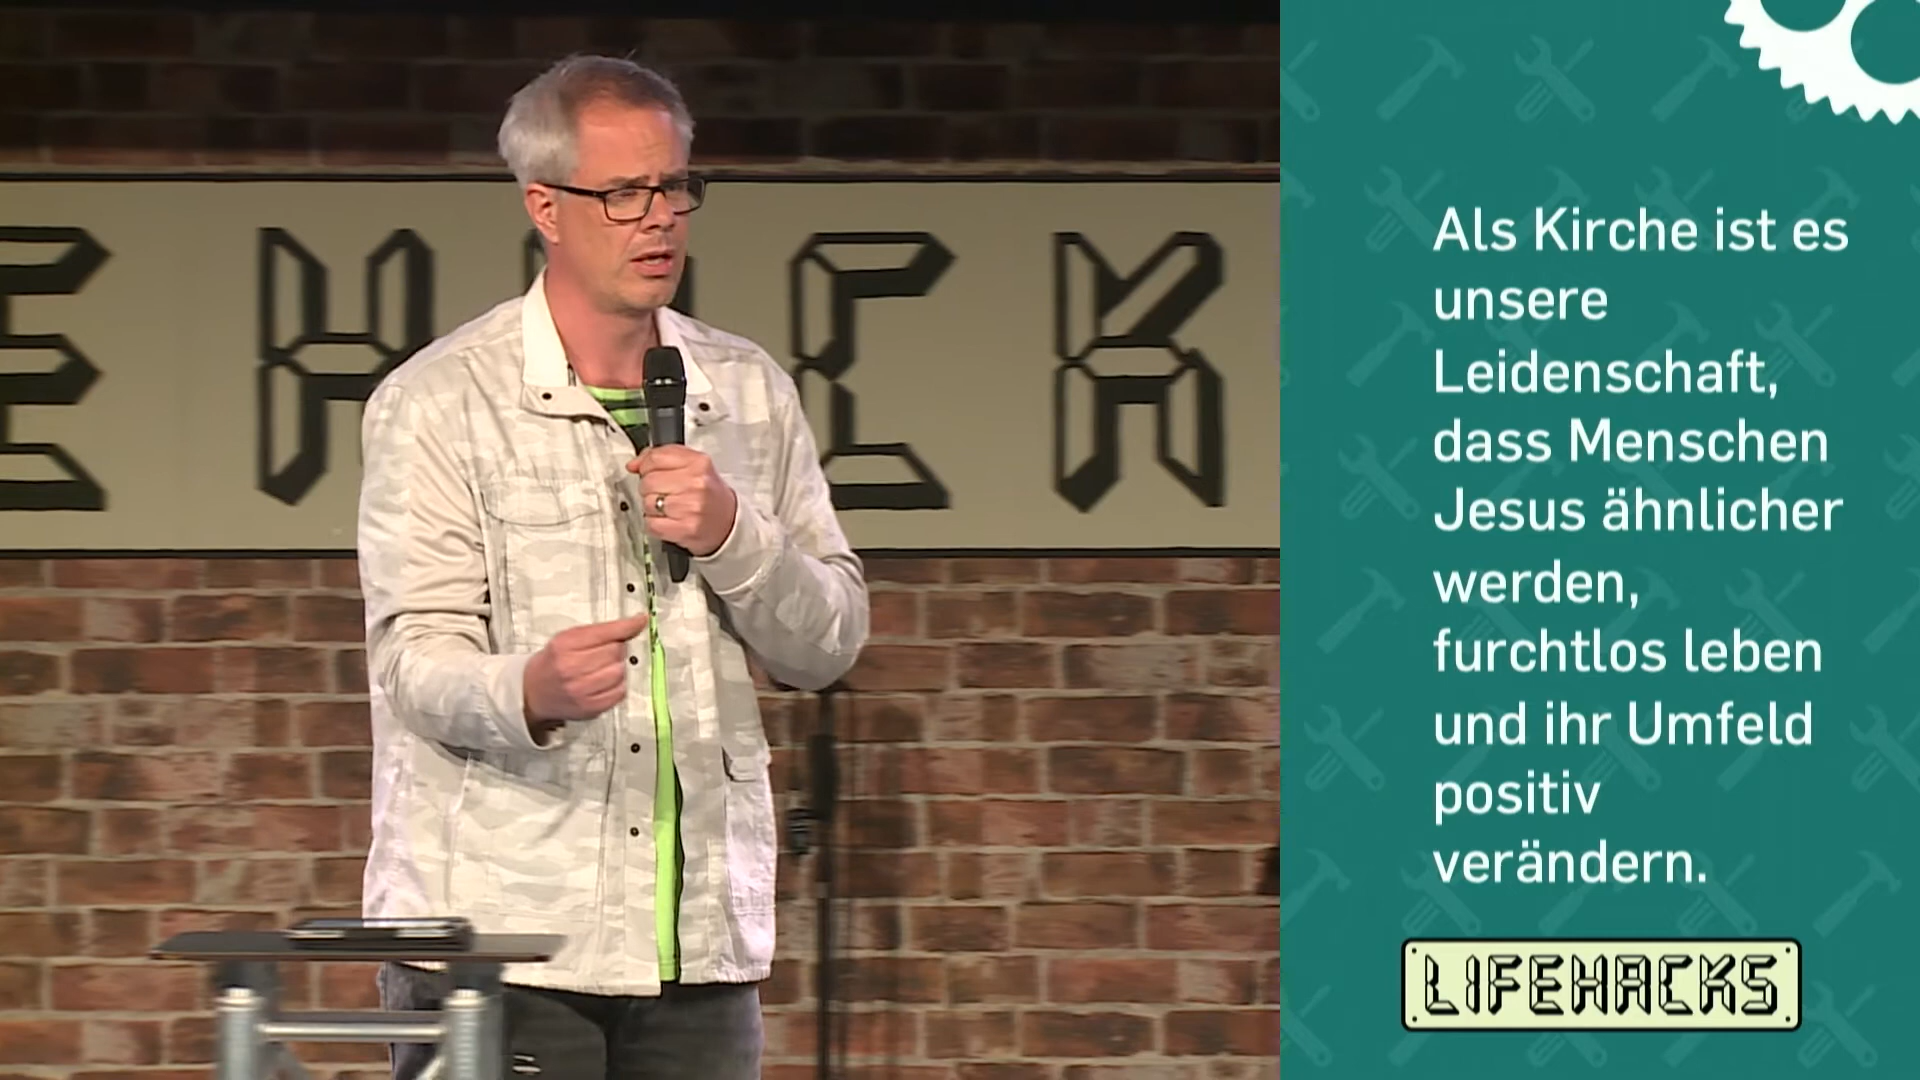 E HACK
Als Kirche ist es
unsere
Leidenschaft,
dass Menschen
Jesus ähnlicher
werden,
furchtlos leben
und ihr Umfeld
positiv
verändern.
LIFEHACKS